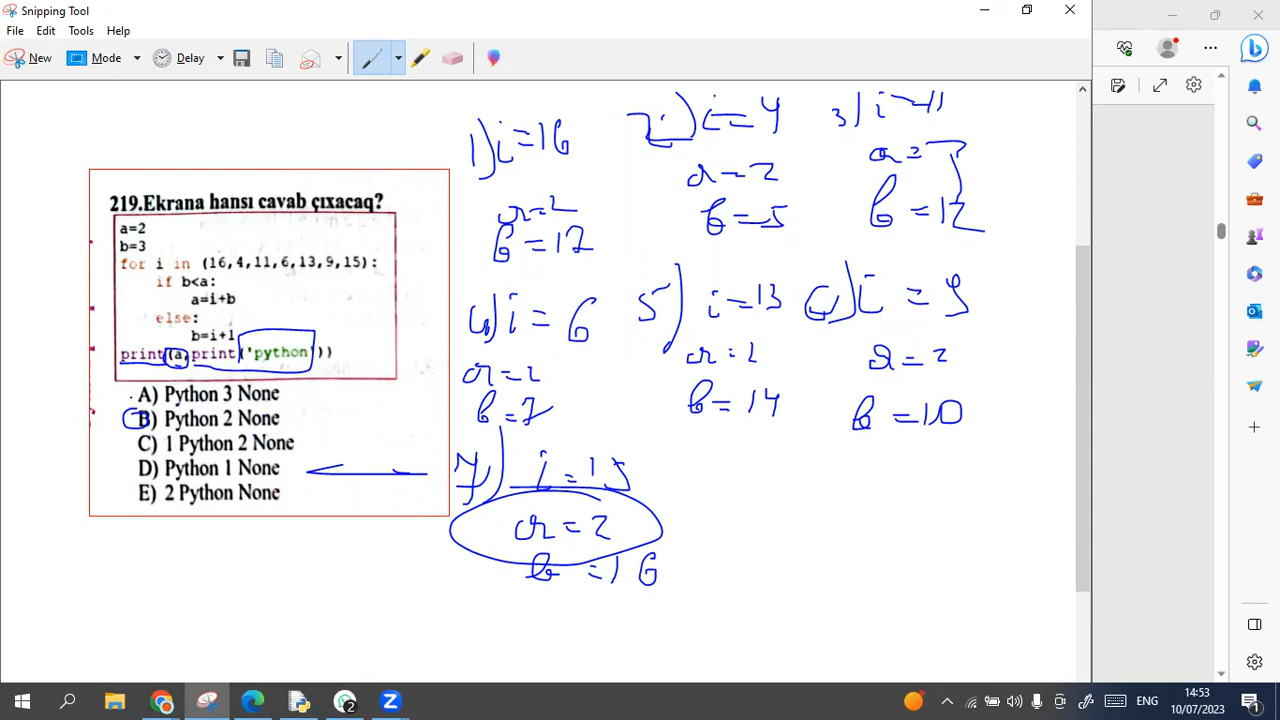 Snipping Tool
File Edit Tools Help
New Mode Delay
219.Ekrana hansı cavab çıxacaq?
a=2
b=3
for i in (16,4,11,6,13,9,15):
if b<a:
a=i+b
else:
b=i+1
print(a,print('python'))
A) Python 3 None
B) Python 2 None
C) 1 Python 2 None
D) Python 1 None
E) 2 Python None
1) i=16
a=2
b=17
2) i=4
a=2
b=5
3) i=11
a=2
b=12
4) i=6
a=2
b=7
5) i=13
a=2
b=14
6) i=9
a=2
b=10
7) i=15
a=2
b=16
ENG
14:53
10/07/2023